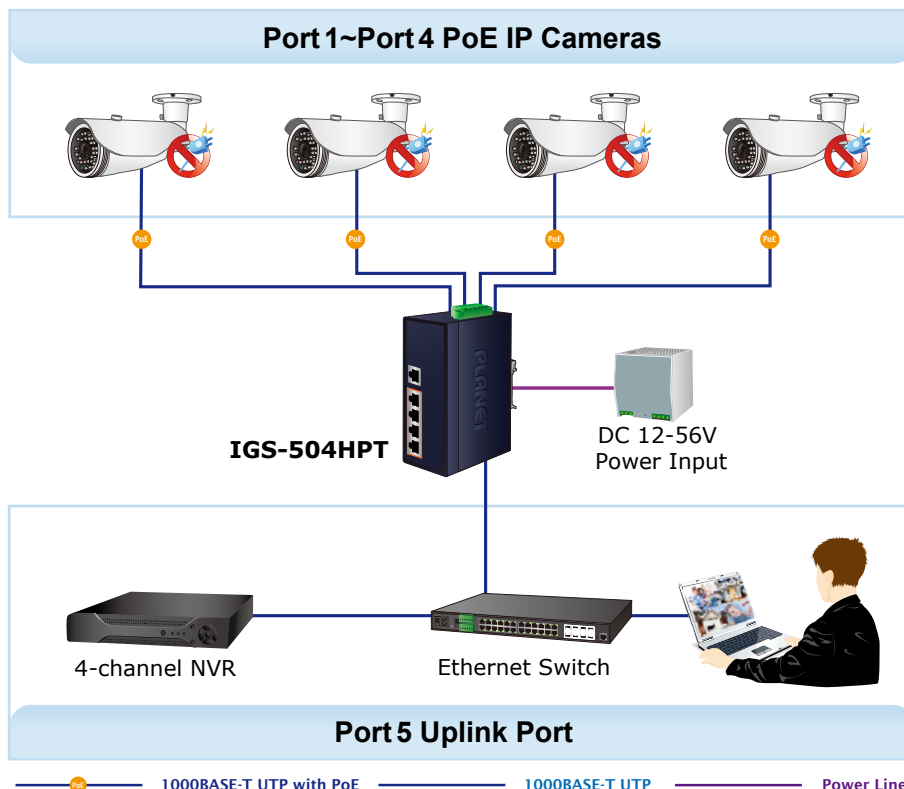 Port 1~Port 4 PoE IP Cameras
PoE
PoE
PoE
PoE
PLANET
IGS-504HPT
DC 12-56V
Power Input
4-channel NVR
Ethernet Switch
Port 5 Uplink Port
PoE
1000BASE-T UTP with PoE
1000BASE-T UTP
Power Line